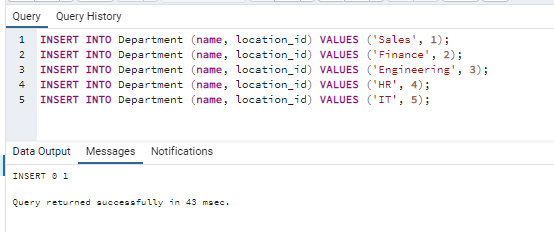 Query Query History
1 INSERT INTO Department (name, location_id) VALUES ('Sales', 1);
2 INSERT INTO Department (name, location_id) VALUES ('Finance', 2);
3 INSERT INTO Department (name, location_id) VALUES ('Engineering', 3);
4 INSERT INTO Department (name, location_id) VALUES ('HR', 4);
5 INSERT INTO Department (name, location_id) VALUES ('IT', 5);
Data Output Messages Notifications
INSERT 0 1
Query returned successfully in 43 msec.